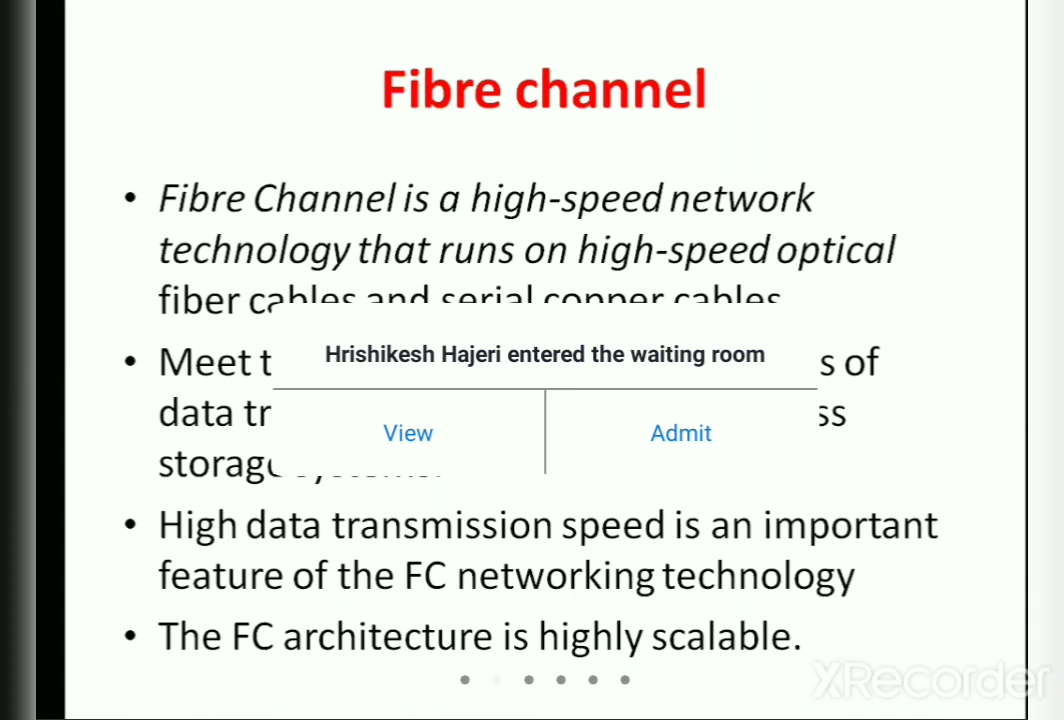 Fibre channel
• Fibre Channel is a high-speed network
technology that runs on high-speed optical
fiber cables and serial copper cables
• Meet t s of
Hrishikesh Hajeri entered the waiting room
data tr ss
View Admit
storage systems.
• High data transmission speed is an important
feature of the FC networking technology
• The FC architecture is highly scalable.
XRecorder